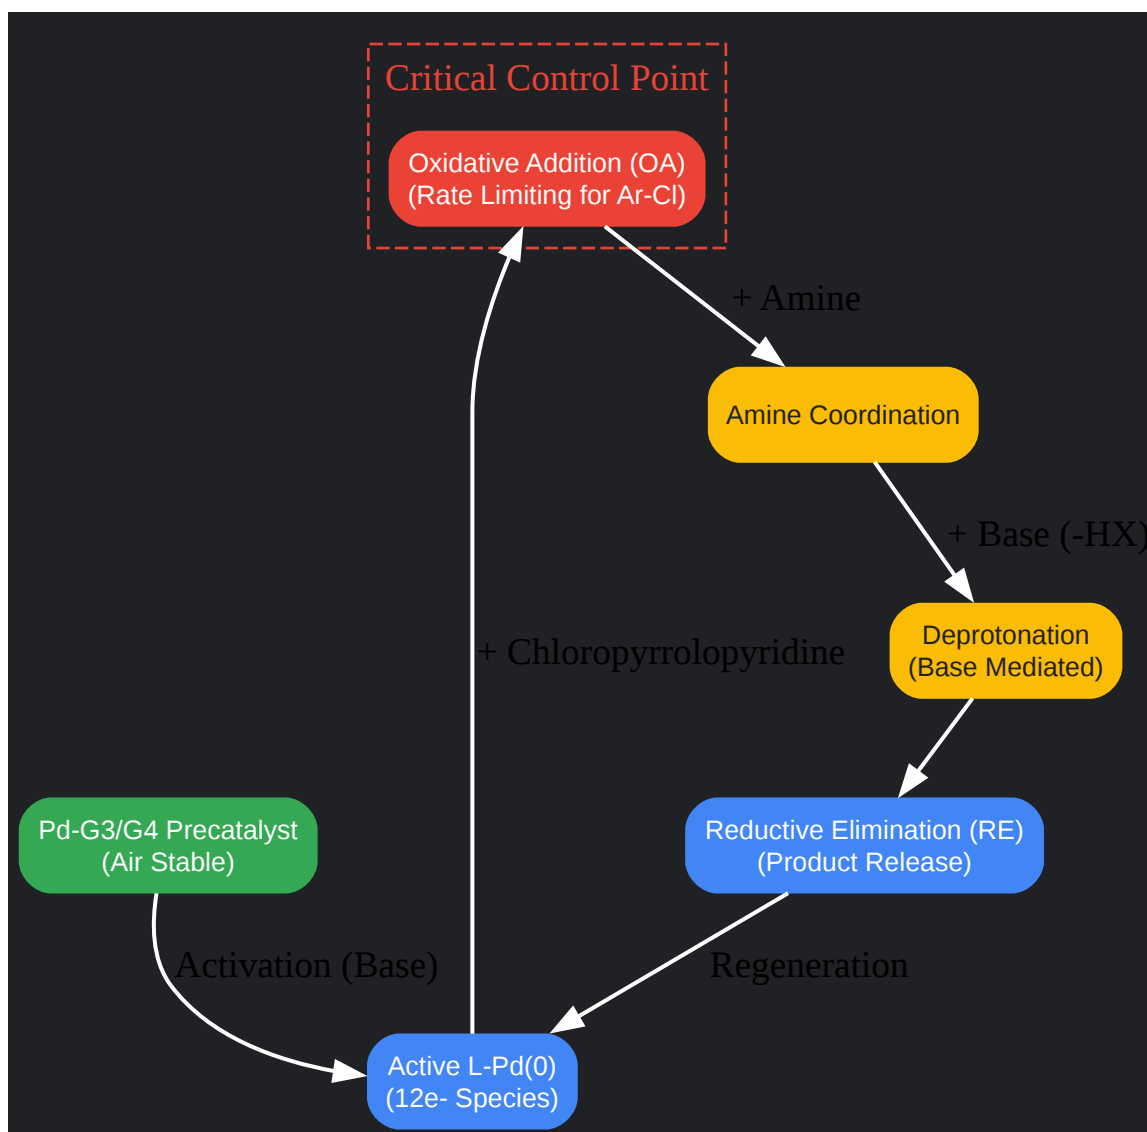 Critical Control Point
Oxidative Addition (OA)
(Rate Limiting for Ar-Cl)
+ Amine
Amine Coordination
+ Base (-HX)
Deprotonation
(Base Mediated)
+ Chloropyrrolopyridine
Pd-G3/G4 Precatalyst
(Air Stable)
Reductive Elimination (RE)
(Product Release)
Activation (Base)
Regeneration
Active L-Pd(0)
(12e- Species)